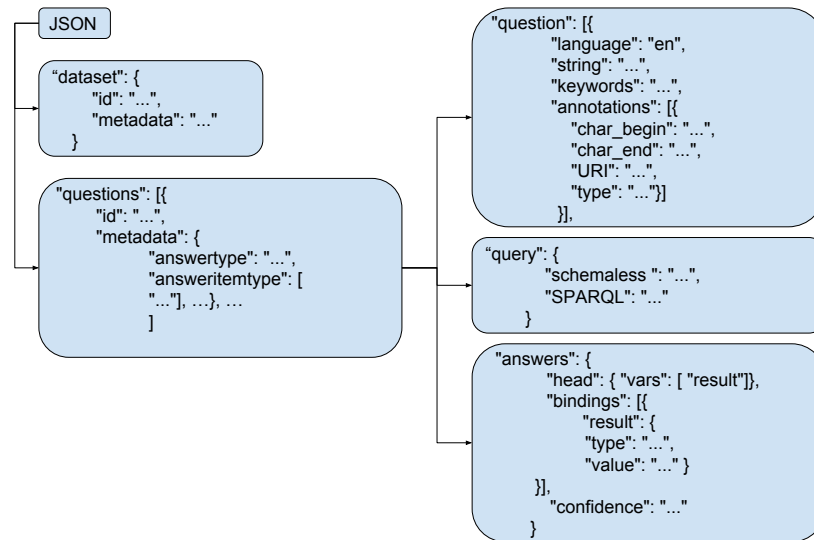 JSON
“dataset": {
"id": "...",
"metadata": "..."
}
"questions": [{
"id": "...",
"metadata": {
"answertype": "...",
"answeritemtype": [
"..."], ...}, ...
]
"question": [{
"language": "en",
"string": "...",
"keywords": "...",
"annotations": [{
"char_begin": "...",
"char_end": "...",
"URI": "...",
"type": "..."}]
}],
“query": {
"schemaless ": "...",
"SPARQL": "..."
}
"answers": {
"head": { "vars": [ "result"]},
"bindings": [{
"result": {
"type": "...",
"value": "..." }
}],
"confidence": "..."
}